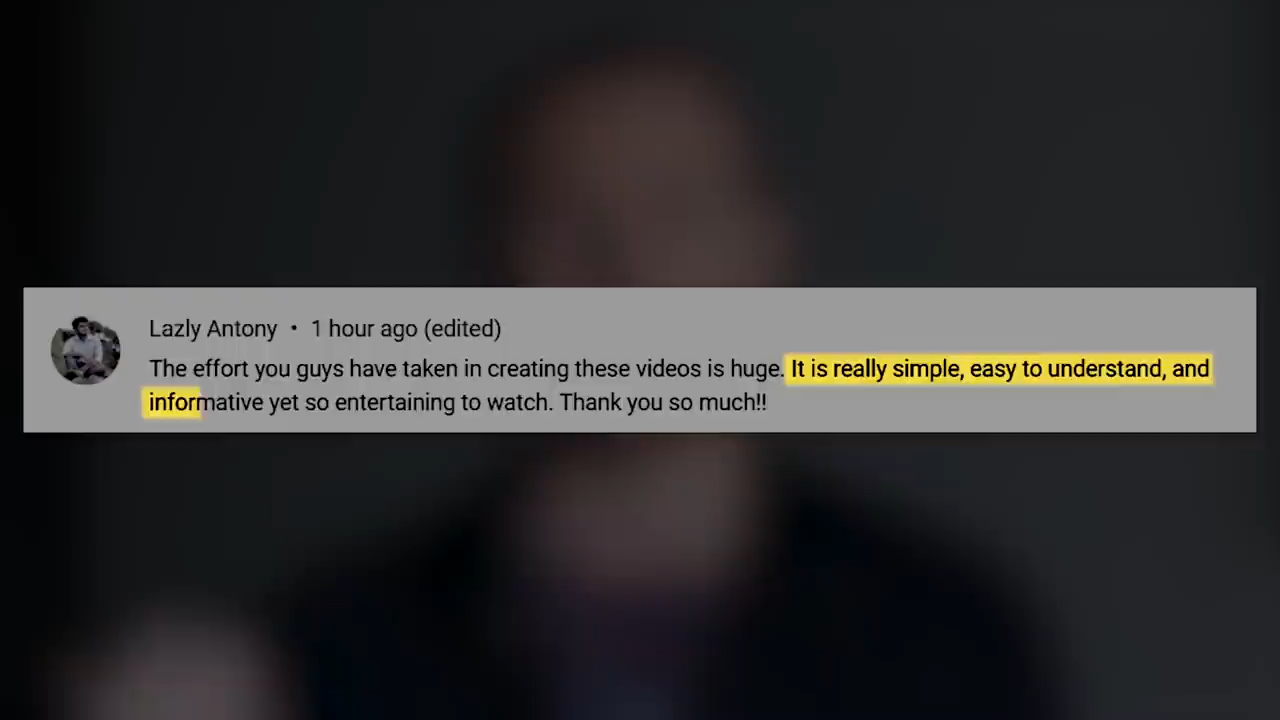 Lazly Antony • 1 hour ago (edited)
The effort you guys have taken in creating these videos is huge. It is really simple, easy to understand, and
informative yet so entertaining to watch. Thank you so much!!